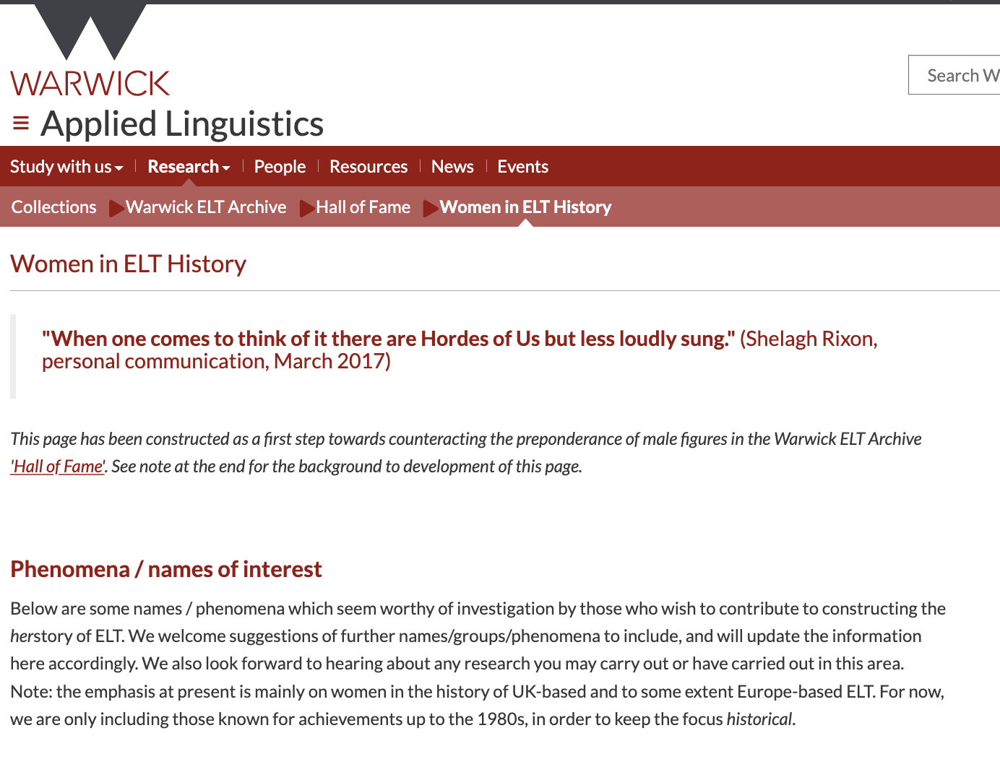 WARWICK
Search W
≡ Applied Linguistics
Study with us Research People Resources News Events
Collections Warwick ELT Archive Hall of Fame Women in ELT History
Women in ELT History
"When one comes to think of it there are Hordes of Us but less loudly sung." (Shelagh Rixon,
personal communication, March 2017)
This page has been constructed as a first step towards counteracting the preponderance of male figures in the Warwick ELT Archive
'Hall of Fame'. See note at the end for the background to development of this page.
Phenomena / names of interest
Below are some names / phenomena which seem worthy of investigation by those who wish to contribute to constructing the
herstory of ELT. We welcome suggestions of further names/groups/phenomena to include, and will update the information
here accordingly. We also look forward to hearing about any research you may carry out or have carried out in this area.
Note: the emphasis at present is mainly on women in the history of UK-based and to some extent Europe-based ELT. For now,
we are only including those known for achievements up to the 1980s, in order to keep the focus historical.